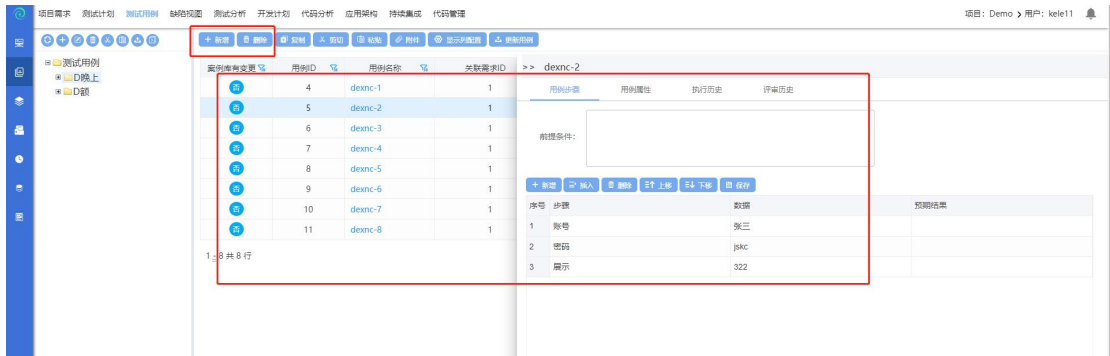 项目需求 测试计划 测试用例 缺陷视图 测试分析 开发计划 代码分析 应用架构 持续集成 代码管理 项目: Demo 用户: kele11
新增 删除 复制 剪切 粘贴 附件 显示列配置 更新用例
测试用例
D晚上
D额
案例库有变更 用例ID 用例名称 关联需求ID
否 4 dexnc-1 1
否 5 dexnc-2 1
否 6 dexnc-3 1
否 7 dexnc-4 1
否 8 dexnc-5 1
否 9 dexnc-6 1
否 10 dexnc-7 1
否 11 dexnc-8 1
1 - 8 共 8 行
>> dexnc-2
用例步骤 用例属性 执行历史 评审历史
前提条件:
新增 插入 删除 上移 下移 保存
序号 步骤 数据 预期结果
1 账号 张三
2 密码 jskc
3 展示 322